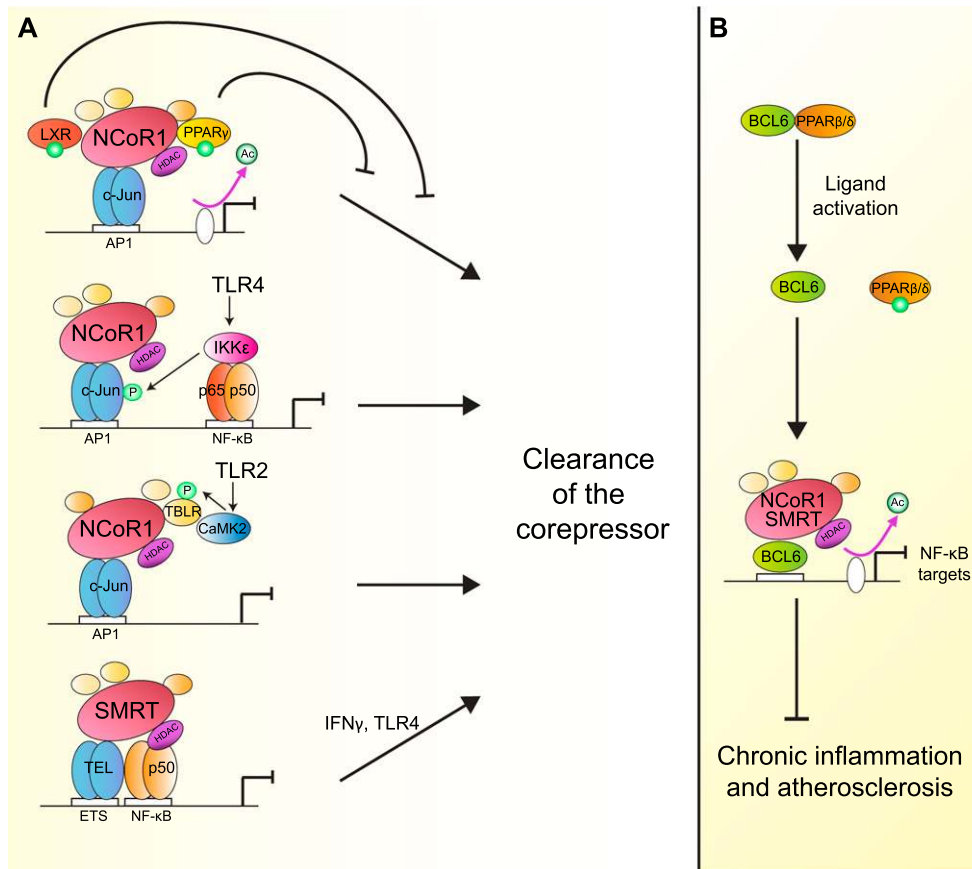 A
LXR
NCoR1
PPARγ
HDAC
Ac
c-Jun
AP1
TLR4
NCoR1
HDAC
IKKε
c-Jun
P
p65
p50
AP1
NF-κB
TLR2
P
NCoR1
TBLR
CaMK2
HDAC
c-Jun
AP1
SMRT
HDAC
TEL
p50
ETS
NF-κB
IFNγ, TLR4
Clearance
of the
corepressor
B
BCL6
PPARβ/δ
Ligand
activation
BCL6
PPARβ/δ
NCoR1
SMRT
HDAC
Ac
BCL6
NF-κB
targets
Chronic inflammation
and atherosclerosis